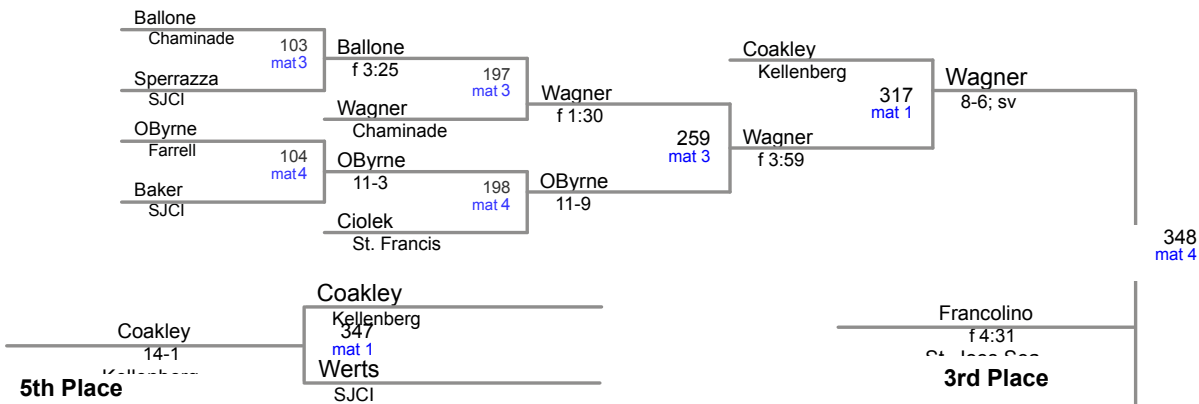 Ballone
Chaminade
103
mat 3
Sperrazza
SJCI
OByrne
Farrell
104
mat 4
Baker
SJCI
Ballone
f 3:25
197
mat 3
Wagner
Chaminade
OByrne
11-3
198
mat 4
Ciolek
St. Francis
Wagner
f 1:30
259
mat 3
OByrne
11-9
Coakley
Kellenberg
317
mat 1
Wagner
f 3:59
Wagner
8-6; sv
348
mat 4
Coakley
Kellenberg
347
mat 1
Werts
SJCI
Coakley
14-1
Kellenberg
5th Place
Francolino
f 4:31
3rd Place